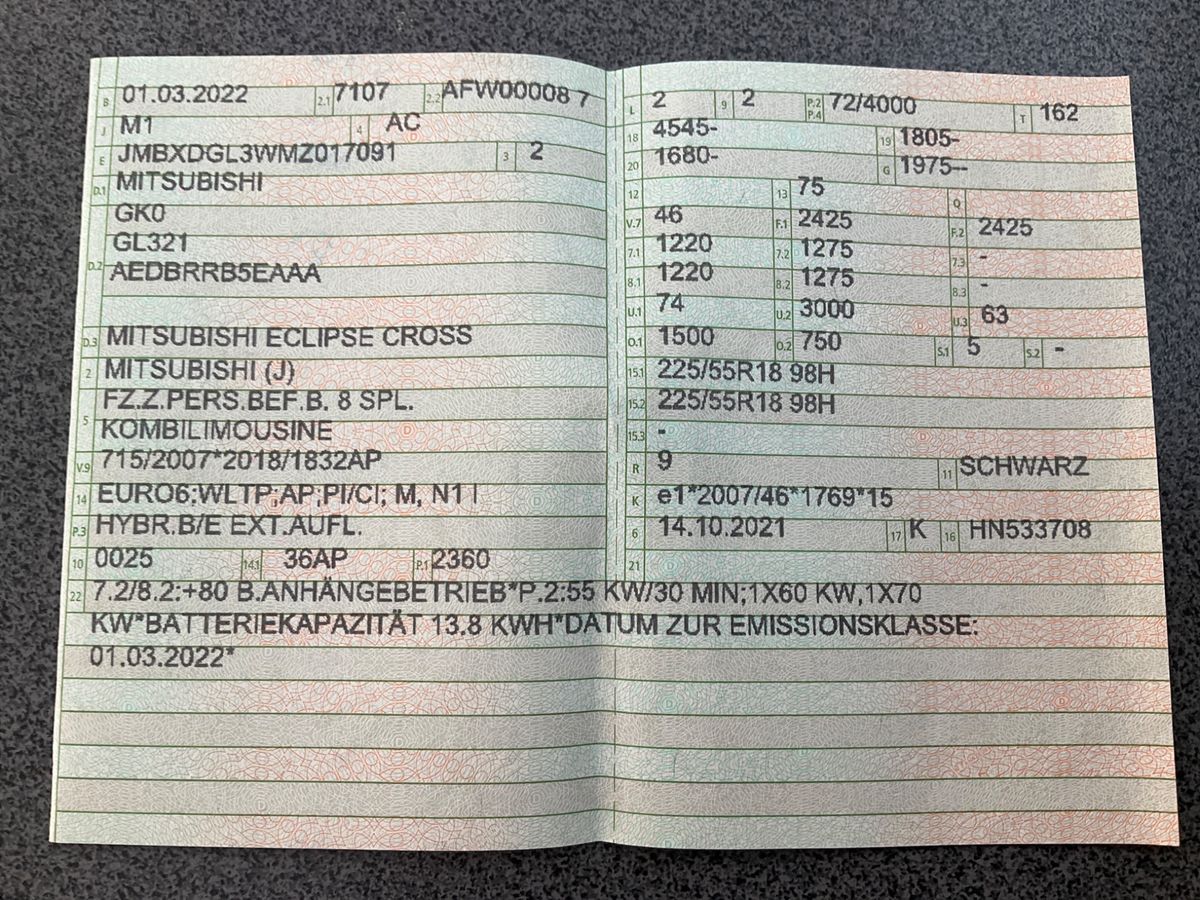 B 01.03.2022 2.1 7107 2.2 AFW00008 7
J M1 4 AC
E JMBXDGL3WMZ017091 3 2
D.1 MITSUBISHI
GK0
GL321
D.2 AEDBRRB5EAAA
D.3 MITSUBISHI ECLIPSE CROSS
2 MITSUBISHI (J)
FZ.Z.PERS.BEF.B. 8 SPL.
5 KOMBILIMOUSINE
V.9 715/2007*2018/1832AP
14 EURO6;WLTP;AP;PI/CI; M, N1 I
P.3 HYBR.B/E EXT.AUFL.
10 0025 14.1 36AP P.1 2360
L 2 9 2 P.2 P.4 72/4000 T 162
18 4545- 19 1805-
20 1680- G 1975--
12 13 75 Q
V.7 46 F.1 2425 F.2 2425
7.1 1220 7.2 1275 7.3 -
8.1 1220 8.2 1275 8.3 -
U.1 74 U.2 3000 U.3 63
O.1 1500 O.2 750 S.1 5 S.2 -
15.1 225/55R18 98H
15.2 225/55R18 98H
15.3 -
R 9 11 SCHWARZ
K e1*2007/46*1769*15
6 14.10.2021 17 K 16 HN533708
21
22 7.2/8.2:+80 B.ANHÄNGEBETRIEB*P.2:55 KW/30 MIN;1X60 KW,1X70
KW*BATTERIEKAPAZITÄT 13.8 KWH*DATUM ZUR EMISSIONSKLASSE:
01.03.2022*